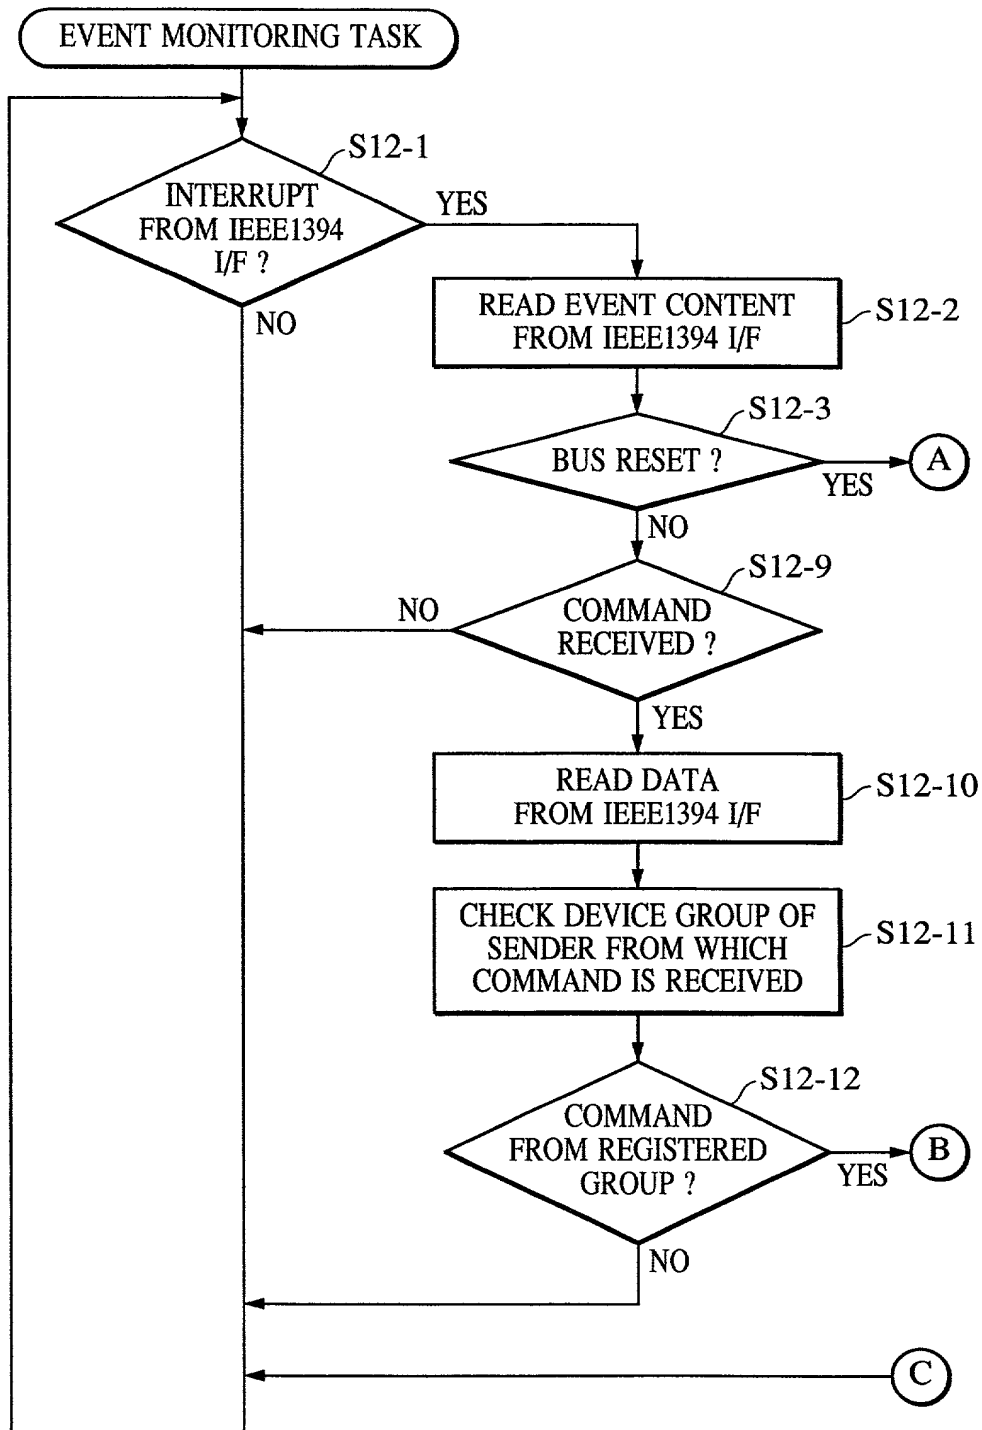 EVENT MONITORING TASK
S12-1
INTERRUPT
FROM IEEE1394
I/F ?
YES
NO
READ EVENT CONTENT
FROM IEEE1394 I/F
S12-2
S12-3
BUS RESET ?
A
YES
NO
S12-9
COMMAND
RECEIVED ?
NO
YES
READ DATA
FROM IEEE1394 I/F
S12-10
CHECK DEVICE GROUP OF
SENDER FROM WHICH
COMMAND IS RECEIVED
S12-11
S12-12
COMMAND
FROM REGISTERED
GROUP ?
B
YES
NO
C